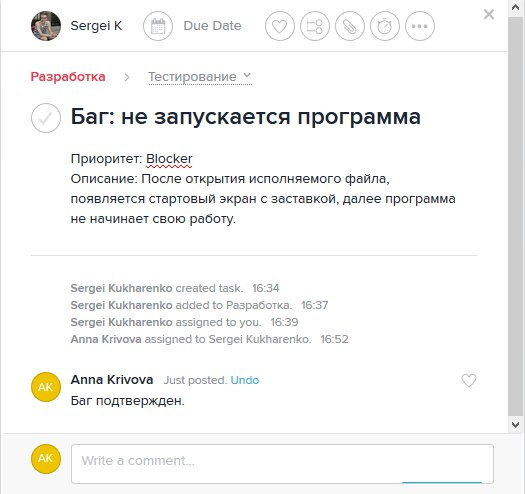 Sergei K
Due Date
Разработка
Тестирование
Баг: не запускается программа
Приоритет: Blocker
Описание: После открытия исполняемого файла,
появляется стартовый экран с заставкой, далее программа
не начинает свою работу.
Sergei Kukharenko created task. 16:34
Sergei Kukharenko added to Разработка. 16:37
Sergei Kukharenko assigned to you. 16:39
Anna Krivova assigned to Sergei Kukharenko. 16:52
AK
Anna Krivova Just posted. Undo
Баг подтвержден.
AK
Write a comment...